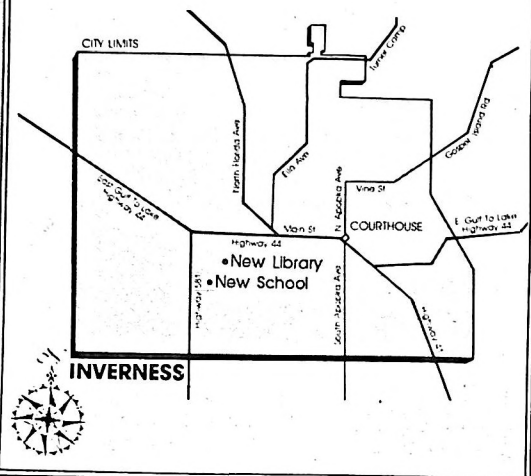 CITY LIMITS
Turner Camp
North Florida Ave
Ella Ave
N. Apopka Ave
Vine St
Gospel Island Rd
East Gulf To Lake
Highway 44
Main St
Highway 44
COURTHOUSE
E. Gulf To Lake
Highway 44
•New Library
•New School
Highway 581
South Apopka Ave
Highway 41
INVERNESS